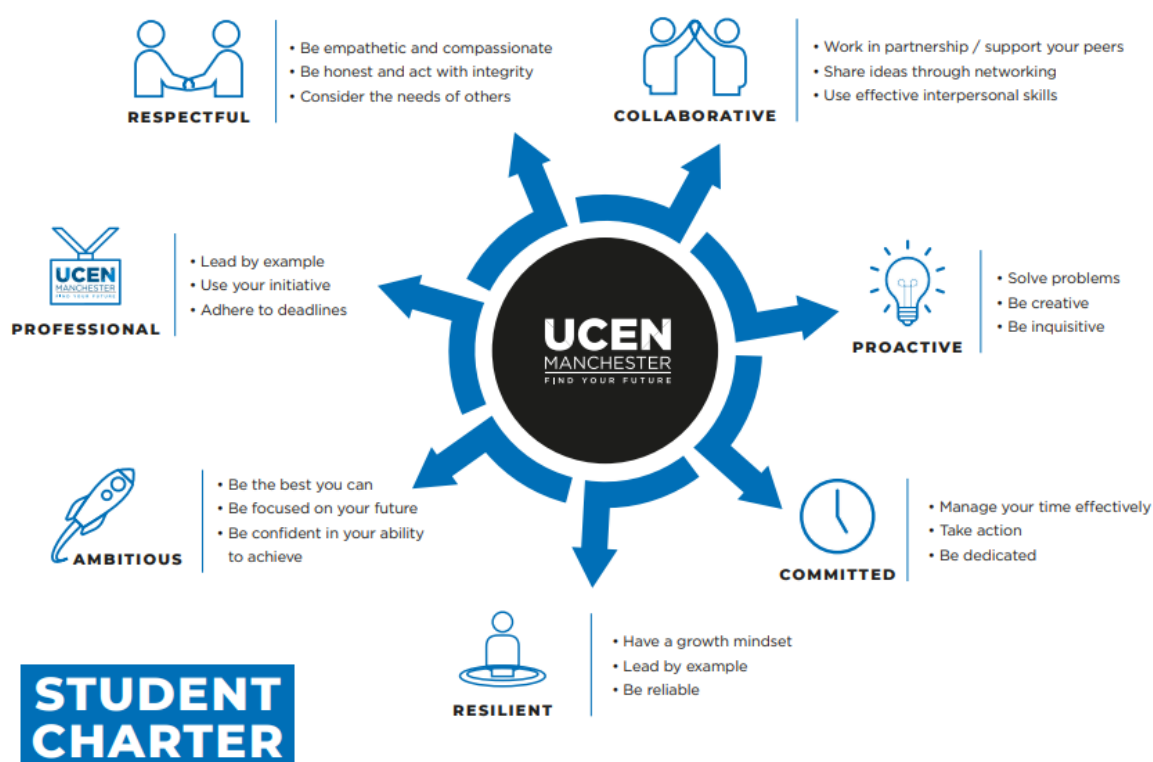 • Be empathetic and compassionate
• Be honest and act with integrity
• Consider the needs of others
RESPECTFUL
• Work in partnership / support your peers
• Share ideas through networking
• Use effective interpersonal skills
COLLABORATIVE
UCEN
MANCHESTER
FIND YOUR FUTURE
PROFESSIONAL
• Lead by example
• Use your initiative
• Adhere to deadlines
UCEN
MANCHESTER
FIND YOUR FUTURE
• Solve problems
• Be creative
• Be inquisitive
PROACTIVE
• Be the best you can
• Be focused on your future
• Be confident in your ability
to achieve
AMBITIOUS
• Manage your time effectively
• Take action
• Be dedicated
COMMITTED
• Have a growth mindset
• Lead by example
• Be reliable
RESILIENT
STUDENT
CHARTER